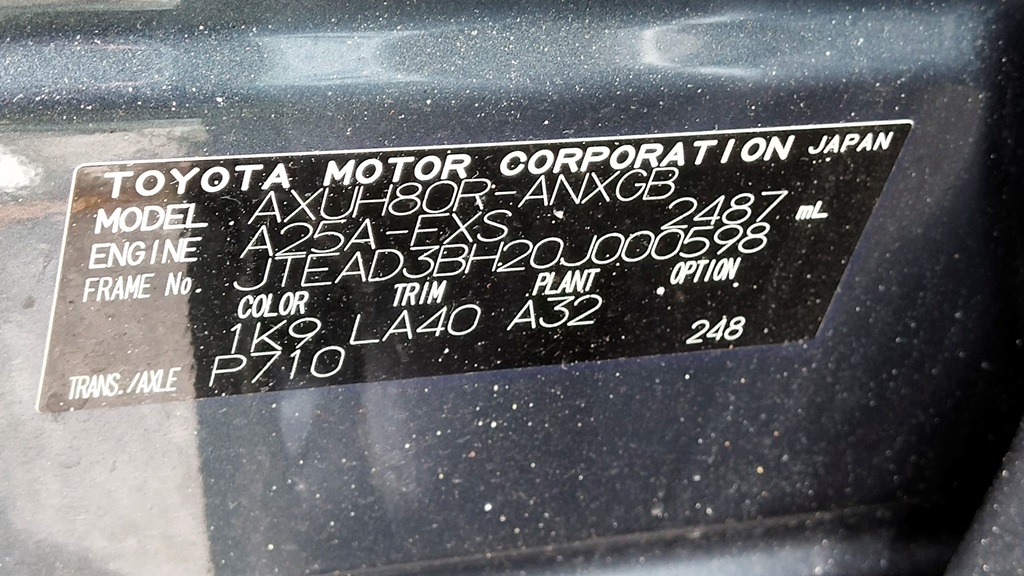 TOYOTA MOTOR CORPORATION JAPAN
MODEL AXUH80R-ANXGB
ENGINE A25A-FXS 2487 mL
FRAME No. JTEAD3BH20J000598
COLOR TRIM PLANT OPTION
1K9 LA40 A32 248
TRANS./AXLE P710